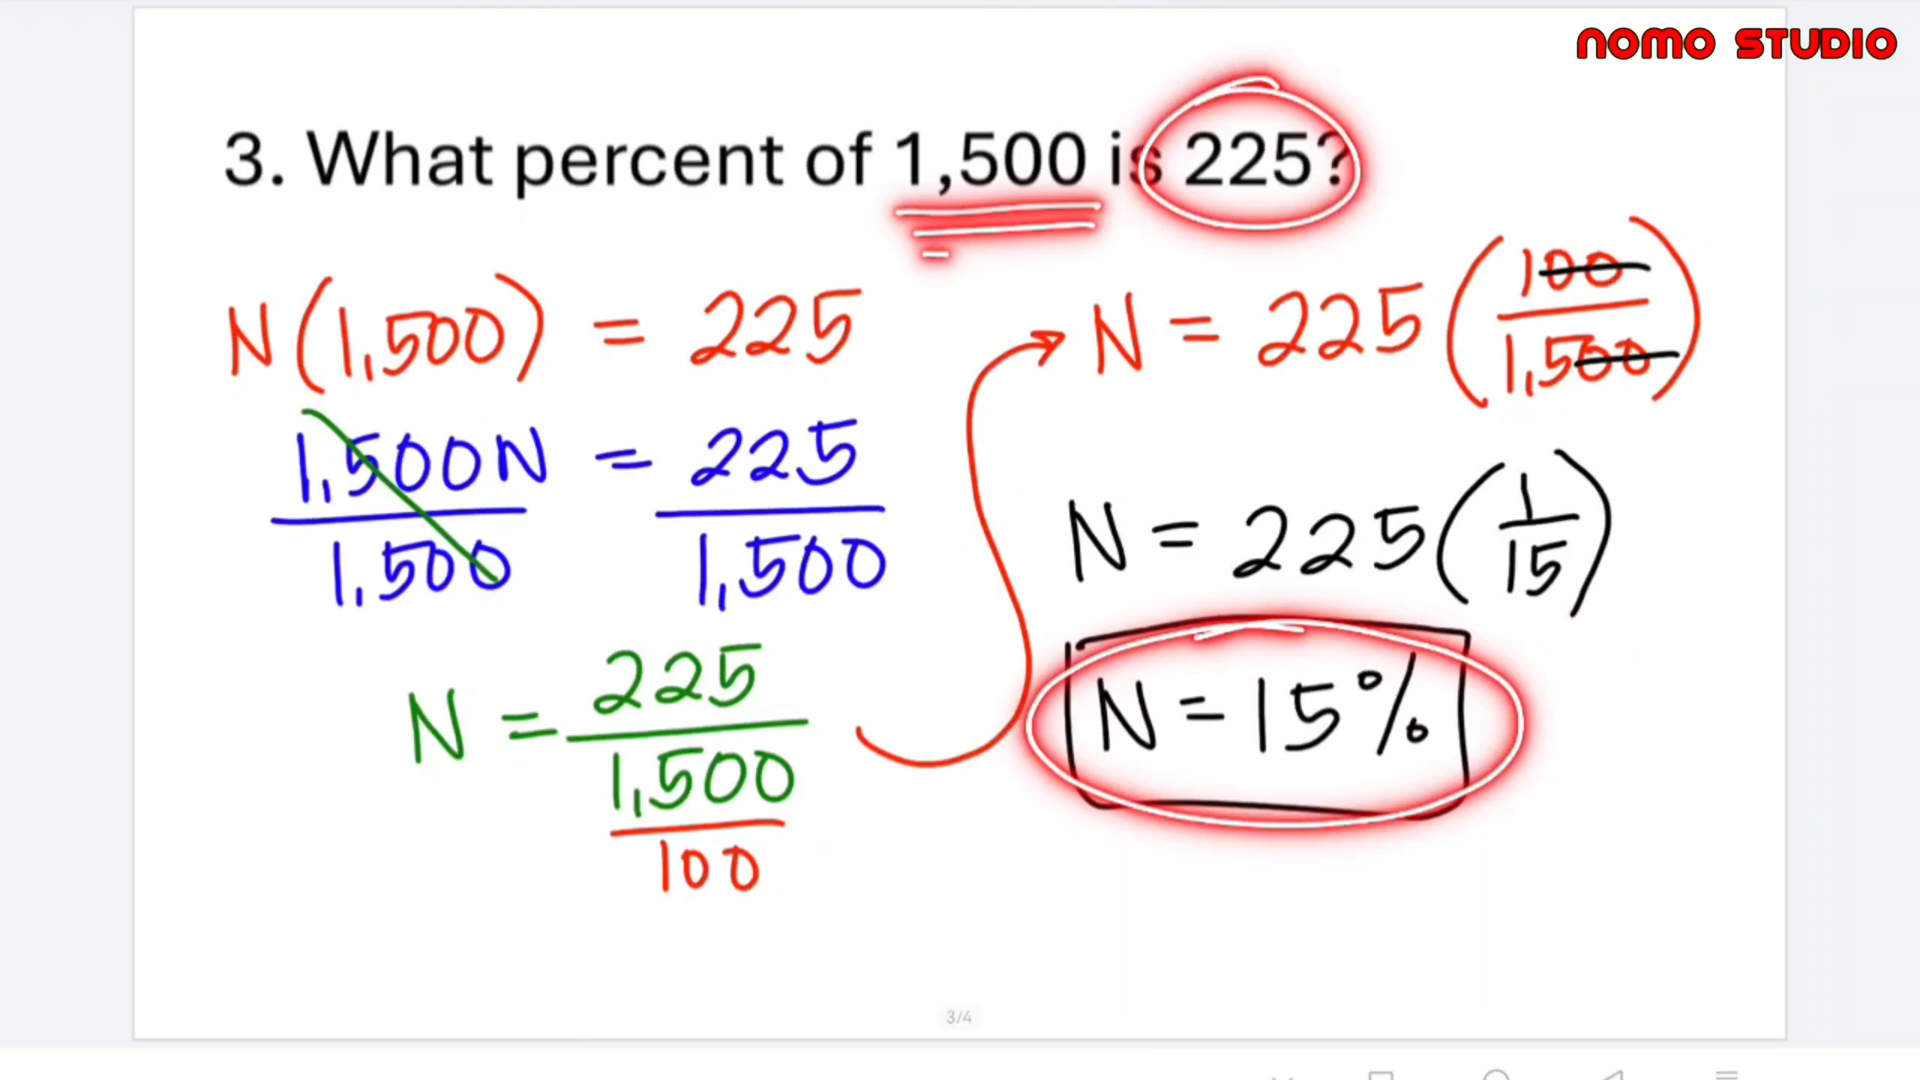 NOMO STUDIO
3. What percent of 1,500 is 225?
N(1,500) = 225
1,500N = 225
1,500 1,500
N = 225
1,500
100
N = 225(100
1,500)
N = 225(1
15)
N = 15%
3/4